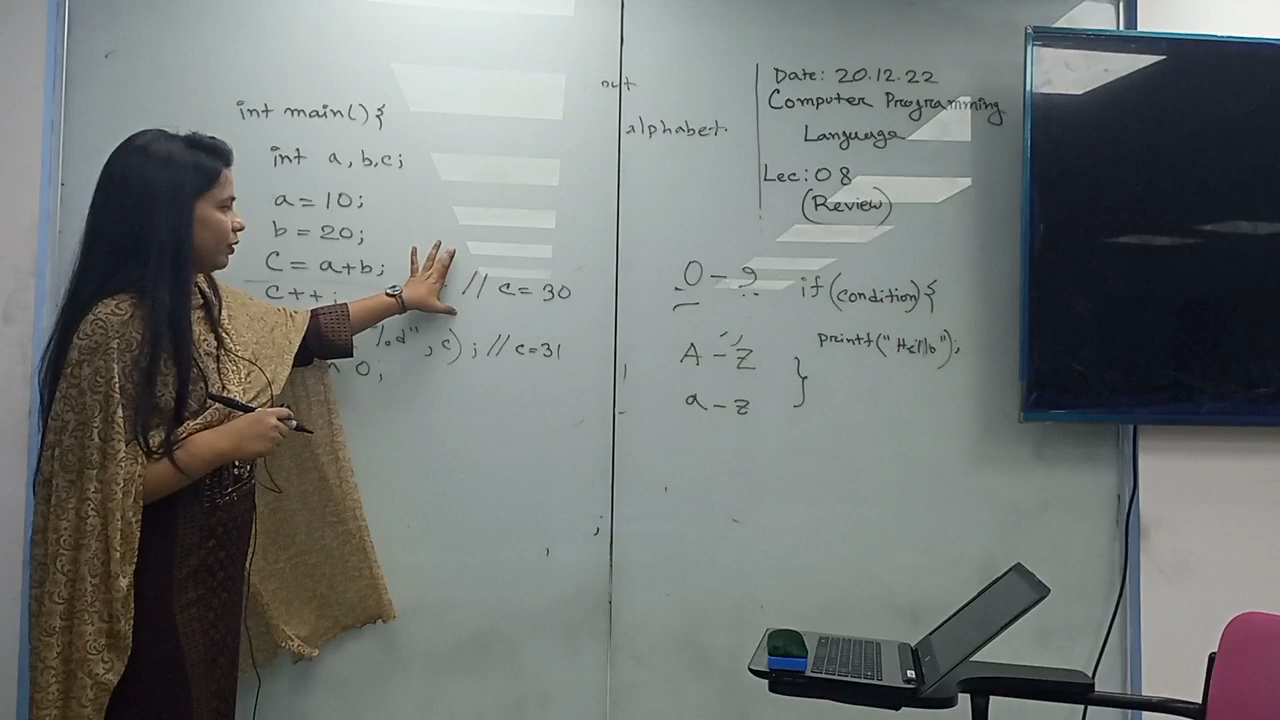 int main() {
int a, b, c;
a = 10;
b = 20;
C = a+b;
C++; // c = 30
%d", c); // c=31
n 0;
alphabet.
Date: 20.12.22
Computer Programming
Language
Lec: 08
(Review)
0 - 9
A - Z
a - z
}
if (condition) {
printf("Hello");